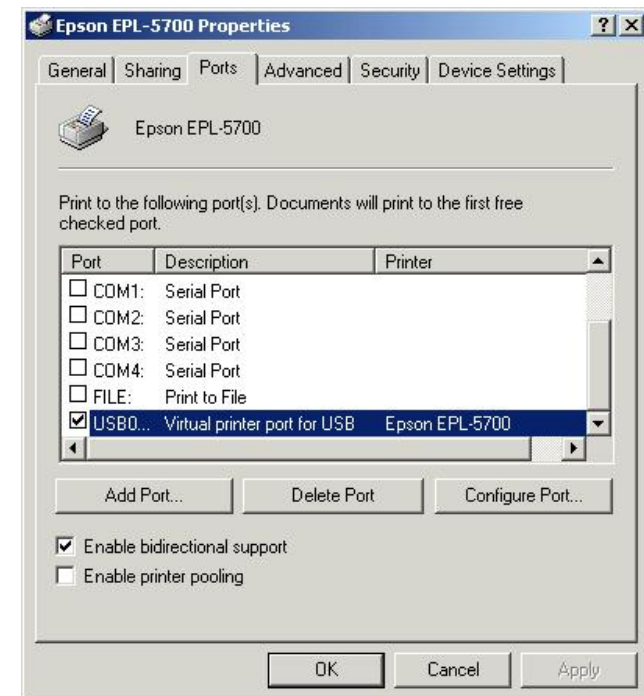 Epson EPL-5700 Properties
General Sharing Ports Advanced Security Device Settings
Epson EPL-5700
Print to the following port(s). Documents will print to the first free
checked port.
Port Description Printer
COM1: Serial Port
COM2: Serial Port
COM3: Serial Port
COM4: Serial Port
FILE: Print to File
USB0... Virtual printer port for USB Epson EPL-5700
Add Port... Delete Port Configure Port...
Enable bidirectional support
Enable printer pooling
OK Cancel Apply